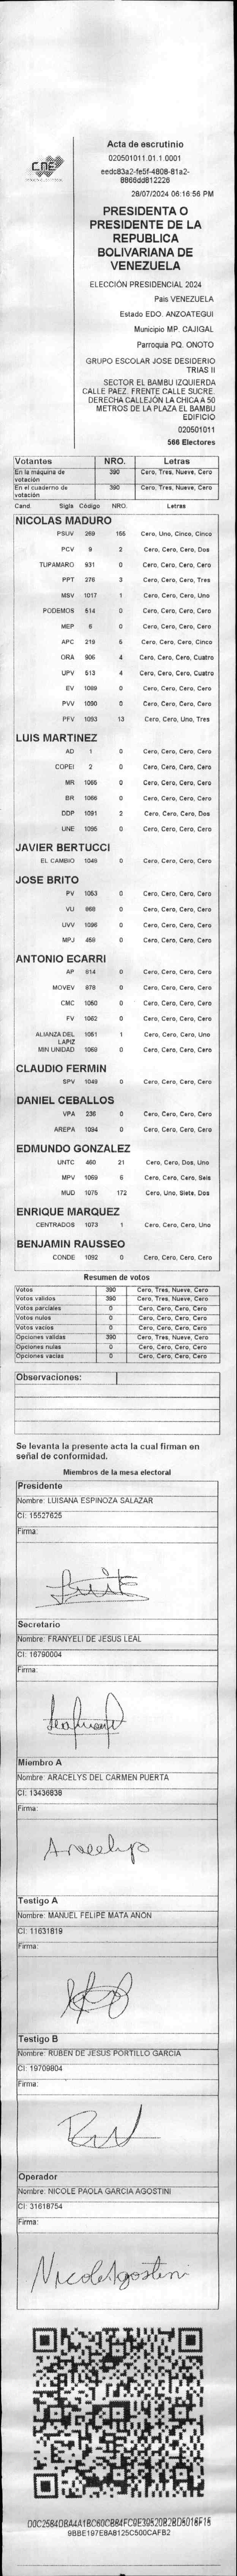 CNE
Acta de escrutinio
020501011.01.1.0001
eedc83a2-fe5f-4808-81a2-
8866dd812226
28/07/2024 06:16:56 PM
PRESIDENTA O
PRESIDENTE DE LA
REPUBLICA
BOLIVARIANA DE
VENEZUELA
ELECCIÓN PRESIDENCIAL 2024
País VENEZUELA
Estado EDO. ANZOATEGUI
Municipio MP. CAJIGAL
Parroquia PQ. ONOTO
GRUPO ESCOLAR JOSE DESIDERIO
TRIAS II
SECTOR EL BAMBU IZQUIERDA
CALLE PAEZ. FRENTE CALLE SUCRE.
DERECHA CALLEJÓN LA CHICA A 50
METROS DE LA PLAZA EL BAMBU
EDIFICIO
020501011
566 Electores
Votantes NRO. Letras
En la máquina de votación 390 Cero, Tres, Nueve, Cero
En el cuaderno de votación 390 Cero, Tres, Nueve, Cero
Cand. Sigla Código NRO. Letras
NICOLAS MADURO
PSUV 269 155 Cero, Uno, Cinco, Cinco
PCV 9 2 Cero, Cero, Cero, Dos
TUPAMARO 931 0 Cero, Cero, Cero, Cero
PPT 276 3 Cero, Cero, Cero, Tres
MSV 1017 1 Cero, Cero, Cero, Uno
PODEMOS 514 0 Cero, Cero, Cero, Cero
MEP 6 0 Cero, Cero, Cero, Cero
APC 219 5 Cero, Cero, Cero, Cinco
ORA 906 4 Cero, Cero, Cero, Cuatro
UPV 513 4 Cero, Cero, Cero, Cuatro
EV 1089 0 Cero, Cero, Cero, Cero
PVV 1090 0 Cero, Cero, Cero, Cero
PFV 1093 13 Cero, Cero, Uno, Tres
LUIS MARTINEZ
AD 1 0 Cero, Cero, Cero, Cero
COPEI 2 0 Cero, Cero, Cero, Cero
MR 1065 0 Cero, Cero, Cero, Cero
BR 1066 0 Cero, Cero, Cero, Cero
DDP 1091 2 Cero, Cero, Cero, Dos
UNE 1095 0 Cero, Cero, Cero, Cero
JAVIER BERTUCCI
EL CAMBIO 1049 0 Cero, Cero, Cero, Cero
JOSE BRITO
PV 1053 0 Cero, Cero, Cero, Cero
VU 868 0 Cero, Cero, Cero, Cero
UVV 1096 0 Cero, Cero, Cero, Cero
MPJ 459 0 Cero, Cero, Cero, Cero
ANTONIO ECARRI
AP 814 0 Cero, Cero, Cero, Cero
MOVEV 879 0 Cero, Cero, Cero, Cero
CMC 1050 0 Cero, Cero, Cero, Cero
FV 1062 0 Cero, Cero, Cero, Cero
ALIANZA DEL LAPIZ 1051 1 Cero, Cero, Cero, Uno
MIN UNIDAD 1069 0 Cero, Cero, Cero, Cero
CLAUDIO FERMIN
SPV 1049 0 Cero, Cero, Cero, Cero
DANIEL CEBALLOS
VPA 236 0 Cero, Cero, Cero, Cero
AREPA 1094 0 Cero, Cero, Cero, Cero
EDMUNDO GONZALEZ
UNTC 460 21 Cero, Cero, Dos, Uno
MPV 1069 6 Cero, Cero, Cero, Seis
MUD 1075 172 Cero, Uno, Siete, Dos
ENRIQUE MARQUEZ
CENTRADOS 1073 1 Cero, Cero, Cero, Uno
BENJAMIN RAUSSEO
CONDE 1092 0 Cero, Cero, Cero, Cero
Resumen de votos
Votos 390 Cero, Tres, Nueve, Cero
Votos validos 390 Cero, Tres, Nueve, Cero
Votos parciales 0 Cero, Cero, Cero, Cero
Votos nulos 0 Cero, Cero, Cero, Cero
Votos vacios 0 Cero, Cero, Cero, Cero
Opciones validas 390 Cero, Tres, Nueve, Cero
Opciones nulas 0 Cero, Cero, Cero, Cero
Opciones vacias 0 Cero, Cero, Cero, Cero
Observaciones:
Se levanta la presente acta la cual firman en
señal de conformidad.
Miembros de la mesa electoral
Presidente
Nombre: LUISANA ESPINOZA SALAZAR
CI: 15527625
Firma:
Secretario
Nombre: FRANYELI DE JESUS LEAL
CI: 16790004
Firma:
Miembro A
Nombre: ARACELYS DEL CARMEN PUERTA
CI: 13436838
Firma:
Aracelys
Testigo A
Nombre: MANUEL FELIPE MATA AÑÓN
CI: 11631819
Firma:
Testigo B
Nombre: RUBEN DE JESUS PORTILLO GARCIA
CI: 19709804
Firma:
Operador
Nombre: NICOLE PAOLA GARCIA AGOSTINI
CI: 31618754
Firma:
Nicole Agostini
D0C2584DBA4A1BC60CB84FC9E39520B2BD5016F15
9BBE197E8A8125C500CAFB2